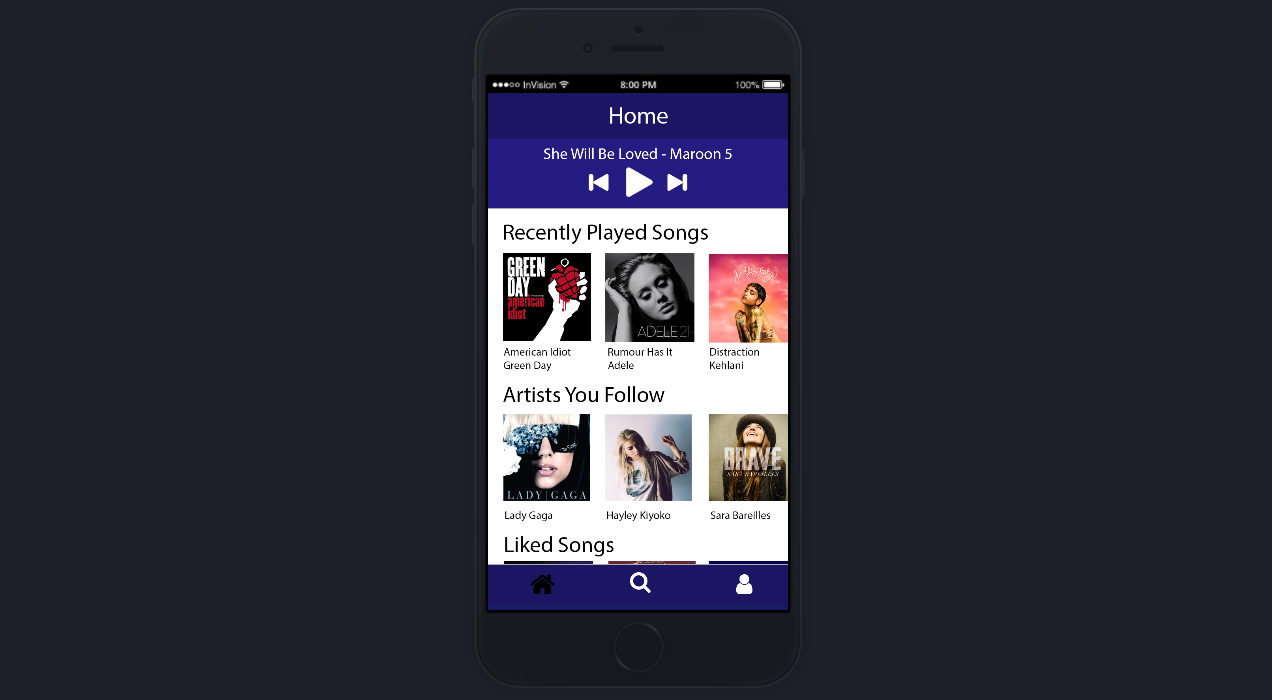 InVision 8:00 PM 100%
Home
She Will Be Loved - Maroon 5
Recently Played Songs
GREEN
DAY
american
idiot
ADELE 21
American Idiot
Green Day
Rumour Has It
Adele
Distraction
Kehlani
Artists You Follow
LADY GAGA
BRAVE
SARA BAREILLES
Lady Gaga
Hayley Kiyoko
Sara Bareilles
Liked Songs